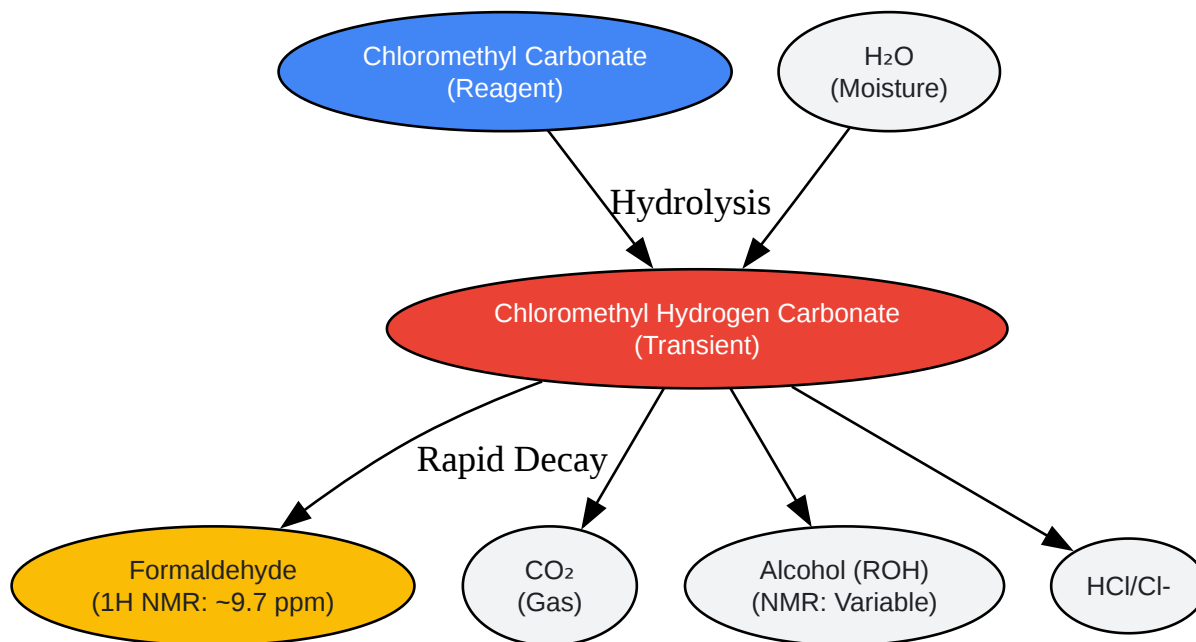 Chloromethyl Carbonate
(Reagent)
H₂O
(Moisture)
Hydrolysis
Chloromethyl Hydrogen Carbonate
(Transient)
Rapid Decay
Formaldehyde
(1H NMR: ~9.7 ppm)
CO₂
(Gas)
Alcohol (ROH)
(NMR: Variable)
HCl/Cl-